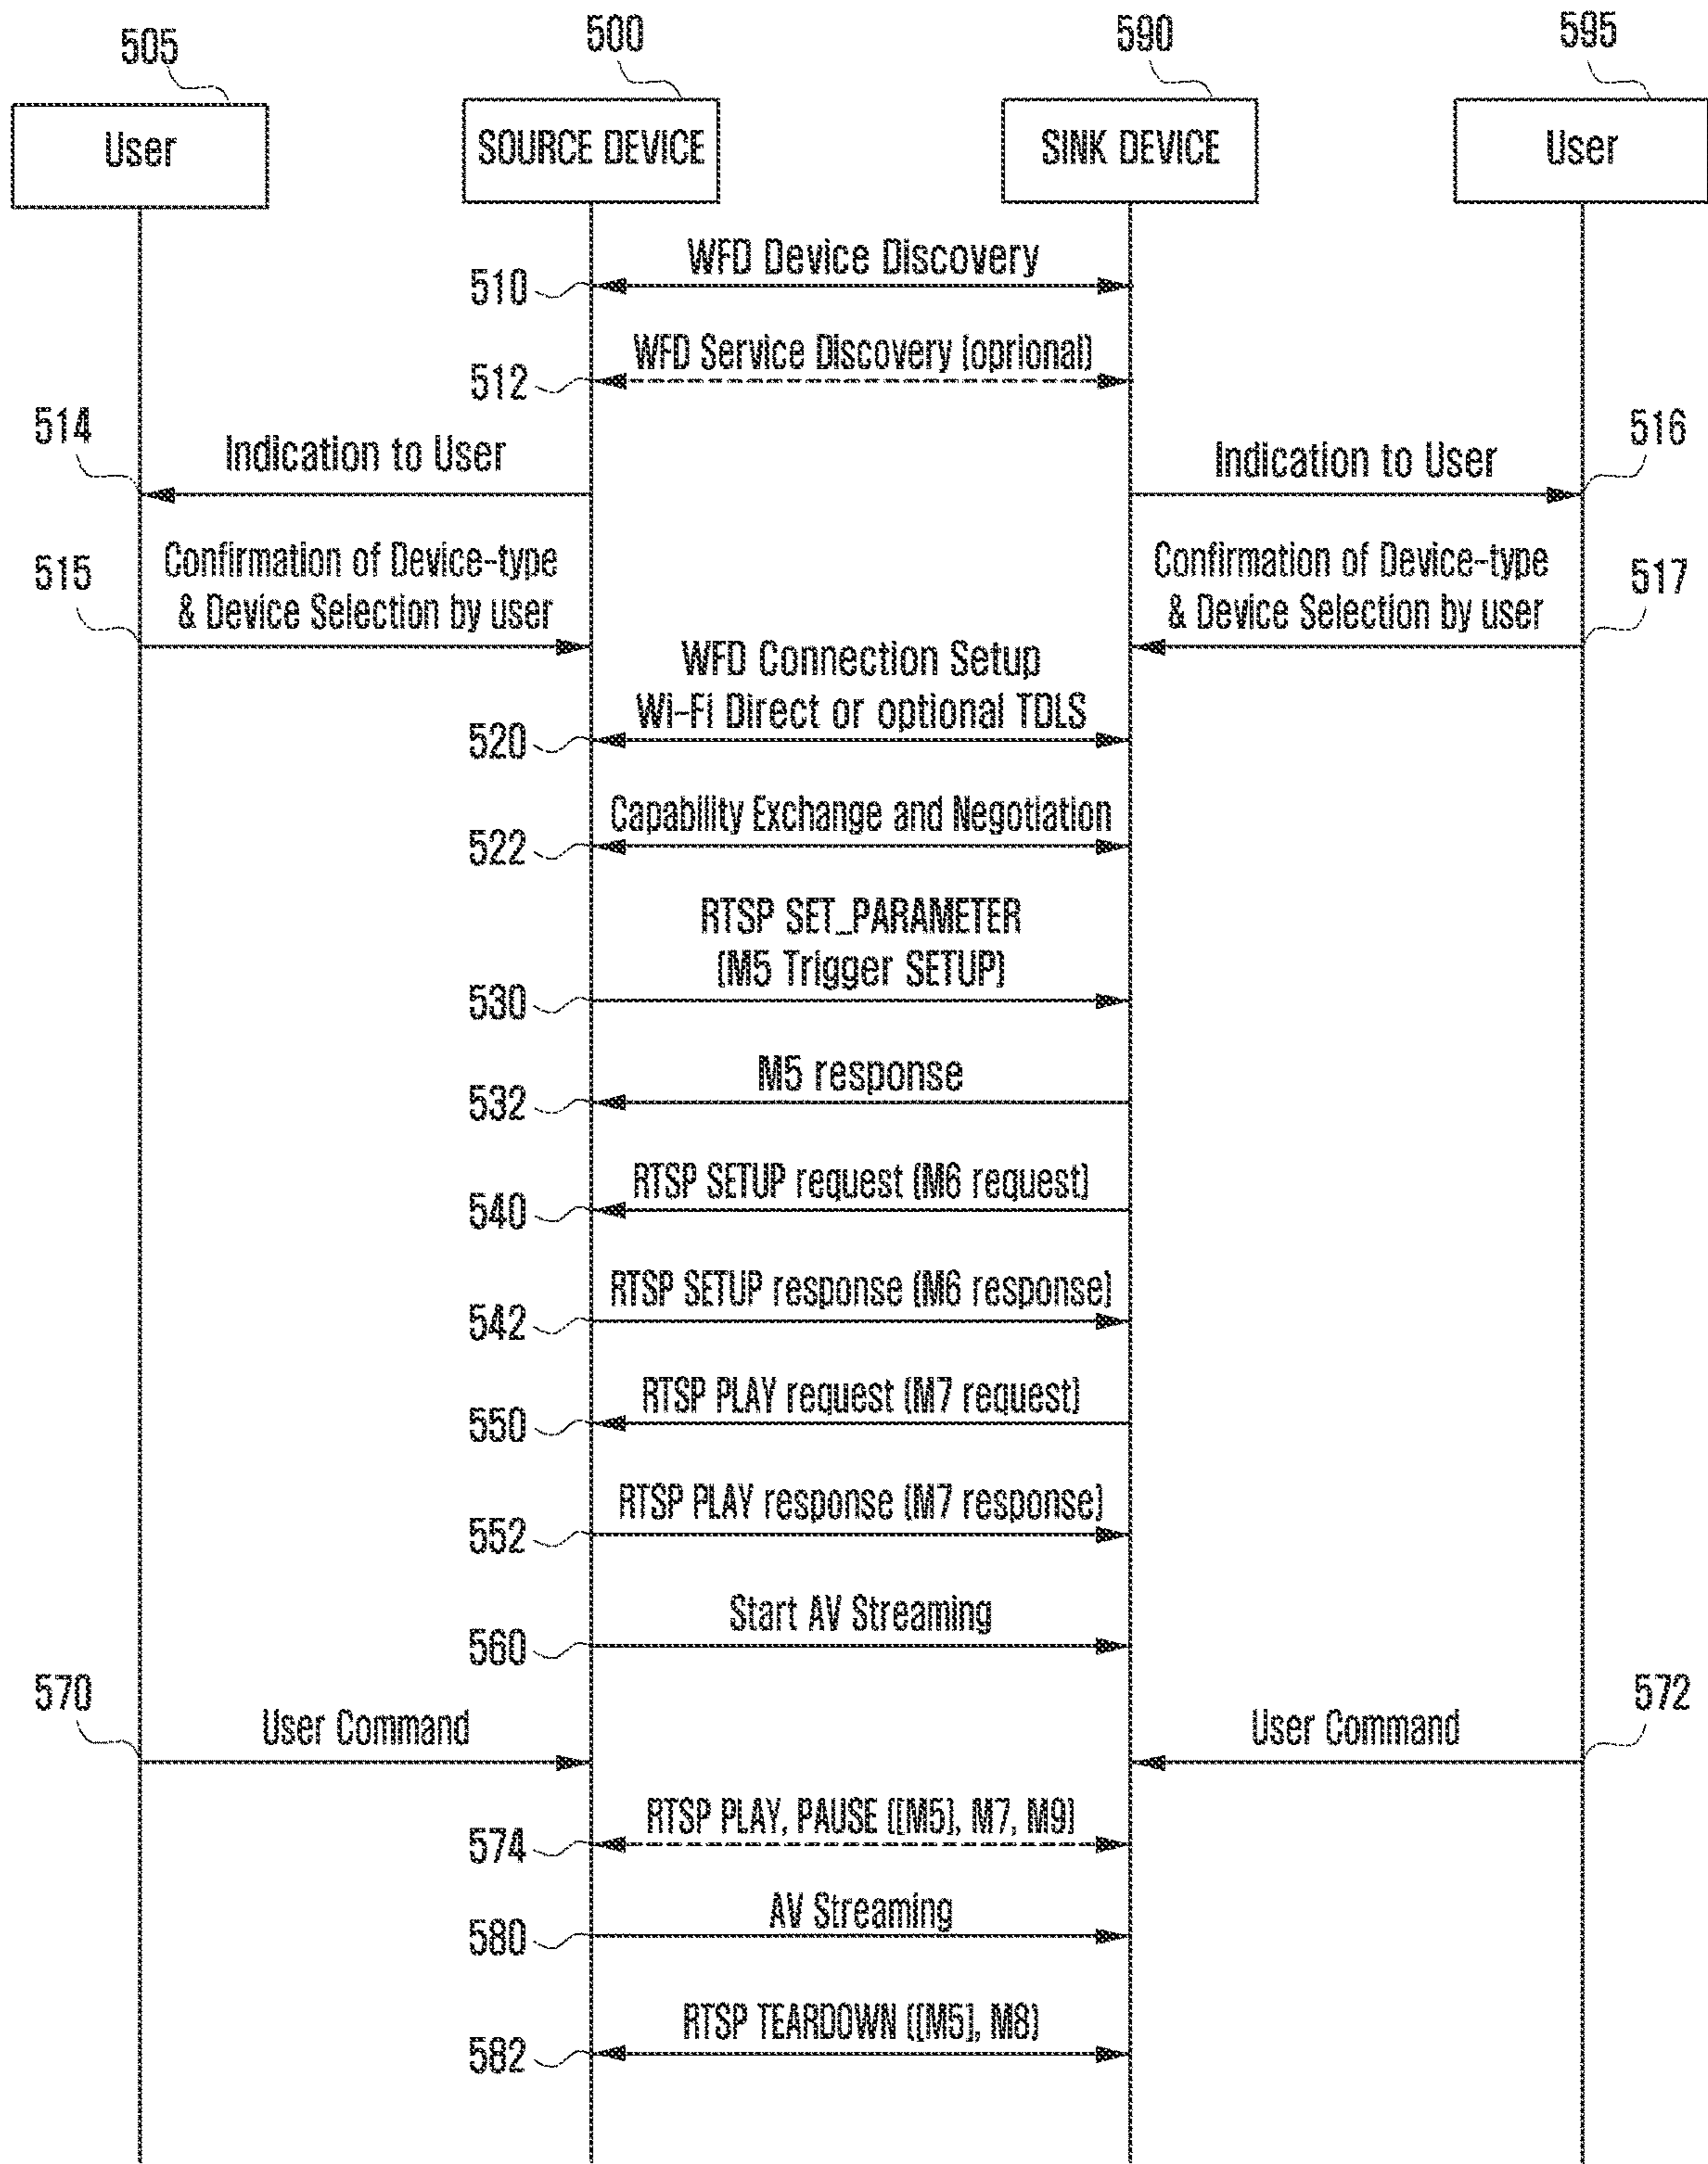 505
500
590
595
User
SOURCE DEVICE
SINK DEVICE
User
WFD Device Discovery
510
WFD Service Discovery (oprional)
512
514
Indication to User
Indication to User
516
515
Confirmation of Device-type
& Device Selection by user
Confirmation of Device-type
& Device Selection by user
517
WFD Connection Setup
Wi-Fi Direct or optional TDLS
520
Capability Exchange and Negotiation
522
RTSP SET_PARAMETER
(M5 Trigger SETUP)
530
M5 response
532
RTSP SETUP request (M6 request)
540
RTSP SETUP response (M6 response)
542
RTSP PLAY request (M7 request)
550
RTSP PLAY response (M7 response)
552
Start AV Streaming
560
570
User Command
User Command
572
RTSP PLAY, PAUSE ([M5], M7, M9)
574
AV Streaming
580
RTSP TEARDOWN ([M5], M8)
582